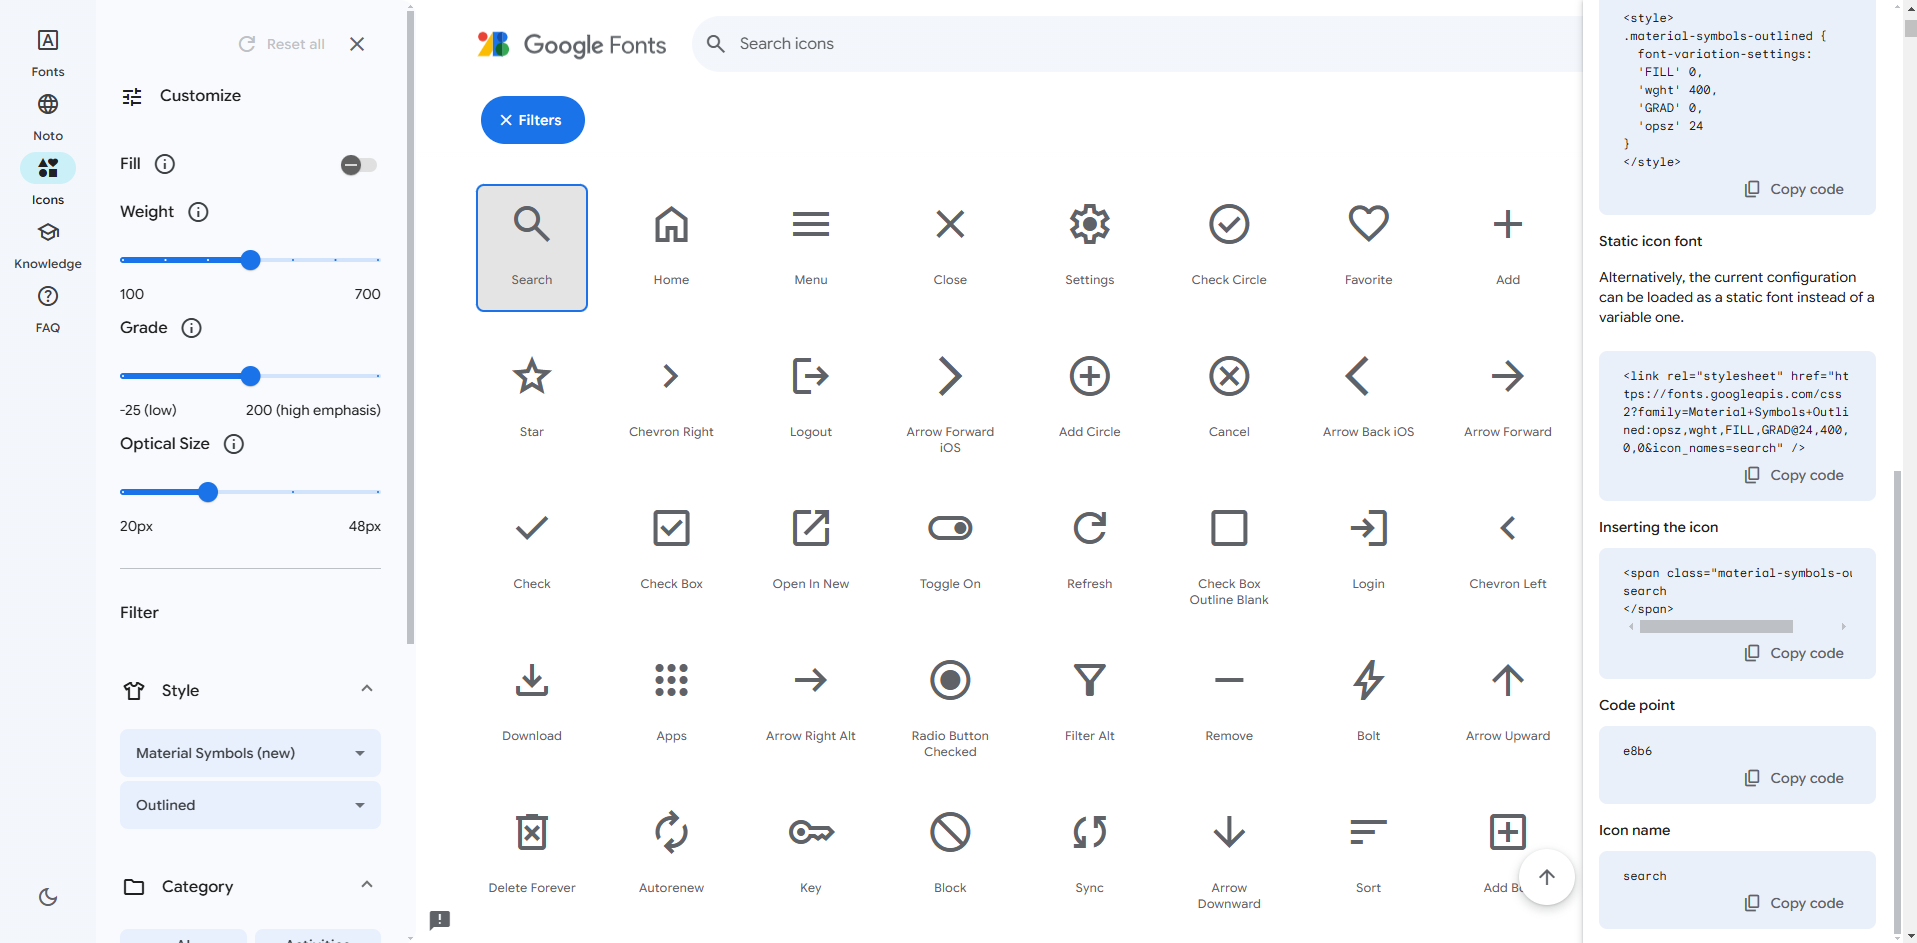 Fonts
Noto
Icons
Knowledge
FAQ
Reset all
Customize
Fill
Weight
100 700
Grade
-25 (low) 200 (high emphasis)
Optical Size
20px 48px
Filter
Style
Material Symbols (new)
Outlined
Category
Activities
Google Fonts
Search icons
Filters
Search Home Menu Close Settings Check Circle Favorite Add
Star Chevron Right Logout Arrow Forward iOS Add Circle Cancel Arrow Back iOS Arrow Forward
Check Check Box Open In New Toggle On Refresh Check Box Outline Blank Login Chevron Left
Download Apps Arrow Right Alt Radio Button Checked Filter Alt Remove Bolt Arrow Upward
Delete Forever Autorenew Key Block Sync Arrow Downward Sort Add
<style>
.material-symbols-outlined {
font-variation-settings:
'FILL' 0,
'wght' 400,
'GRAD' 0,
'opsz' 24
}
</style>
Copy code
Static icon font
Alternatively, the current configuration
can be loaded as a static font instead of a
variable one.
<link rel="stylesheet" href="ht
tps://fonts.googleapis.com/css
2?family=Material+Symbols+Outli
ned:opsz,wght,FILL,GRAD@24,400,
0,0&icon_names=search" />
Copy code
Inserting the icon
<span class="material-symbols-ou
search
</span>
Copy code
Code point
e8b6
Copy code
Icon name
search
Copy code